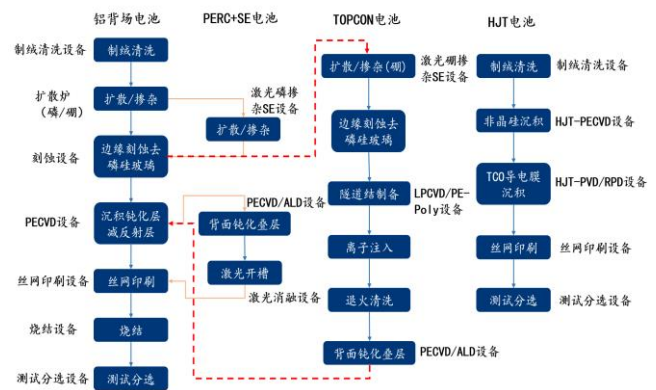 铝背场电池
PERC+SE电池
TOPCON电池
HJT电池
制绒清洗设备
制绒清洗
扩散炉
（磷/硼）
扩散/掺杂
刻蚀设备
边缘刻蚀去
磷硅玻璃
PECVD设备
沉积钝化层
减反射层
丝网印刷设备
丝网印刷
烧结设备
烧结
测试分选设备
测试分选
激光磷掺
杂SE设备
扩散/掺杂
PECVD/ALD设备
背面钝化叠层
激光开槽
激光消融设备
扩散/掺杂(硼)
激光硼掺
杂SE设备
边缘刻蚀去
磷硅玻璃
隧道结制备
LPCVD/PE-
Poly设备
离子注入
退火清洗
背面钝化叠层
PECVD/ALD设备
制绒清洗
制绒清洗设备
非晶硅沉积
HJT-PECVD设备
TCO导电膜
沉积
HJT-PVD/RPD设备
丝网印刷
丝网印刷设备
测试分选
测试分选设备